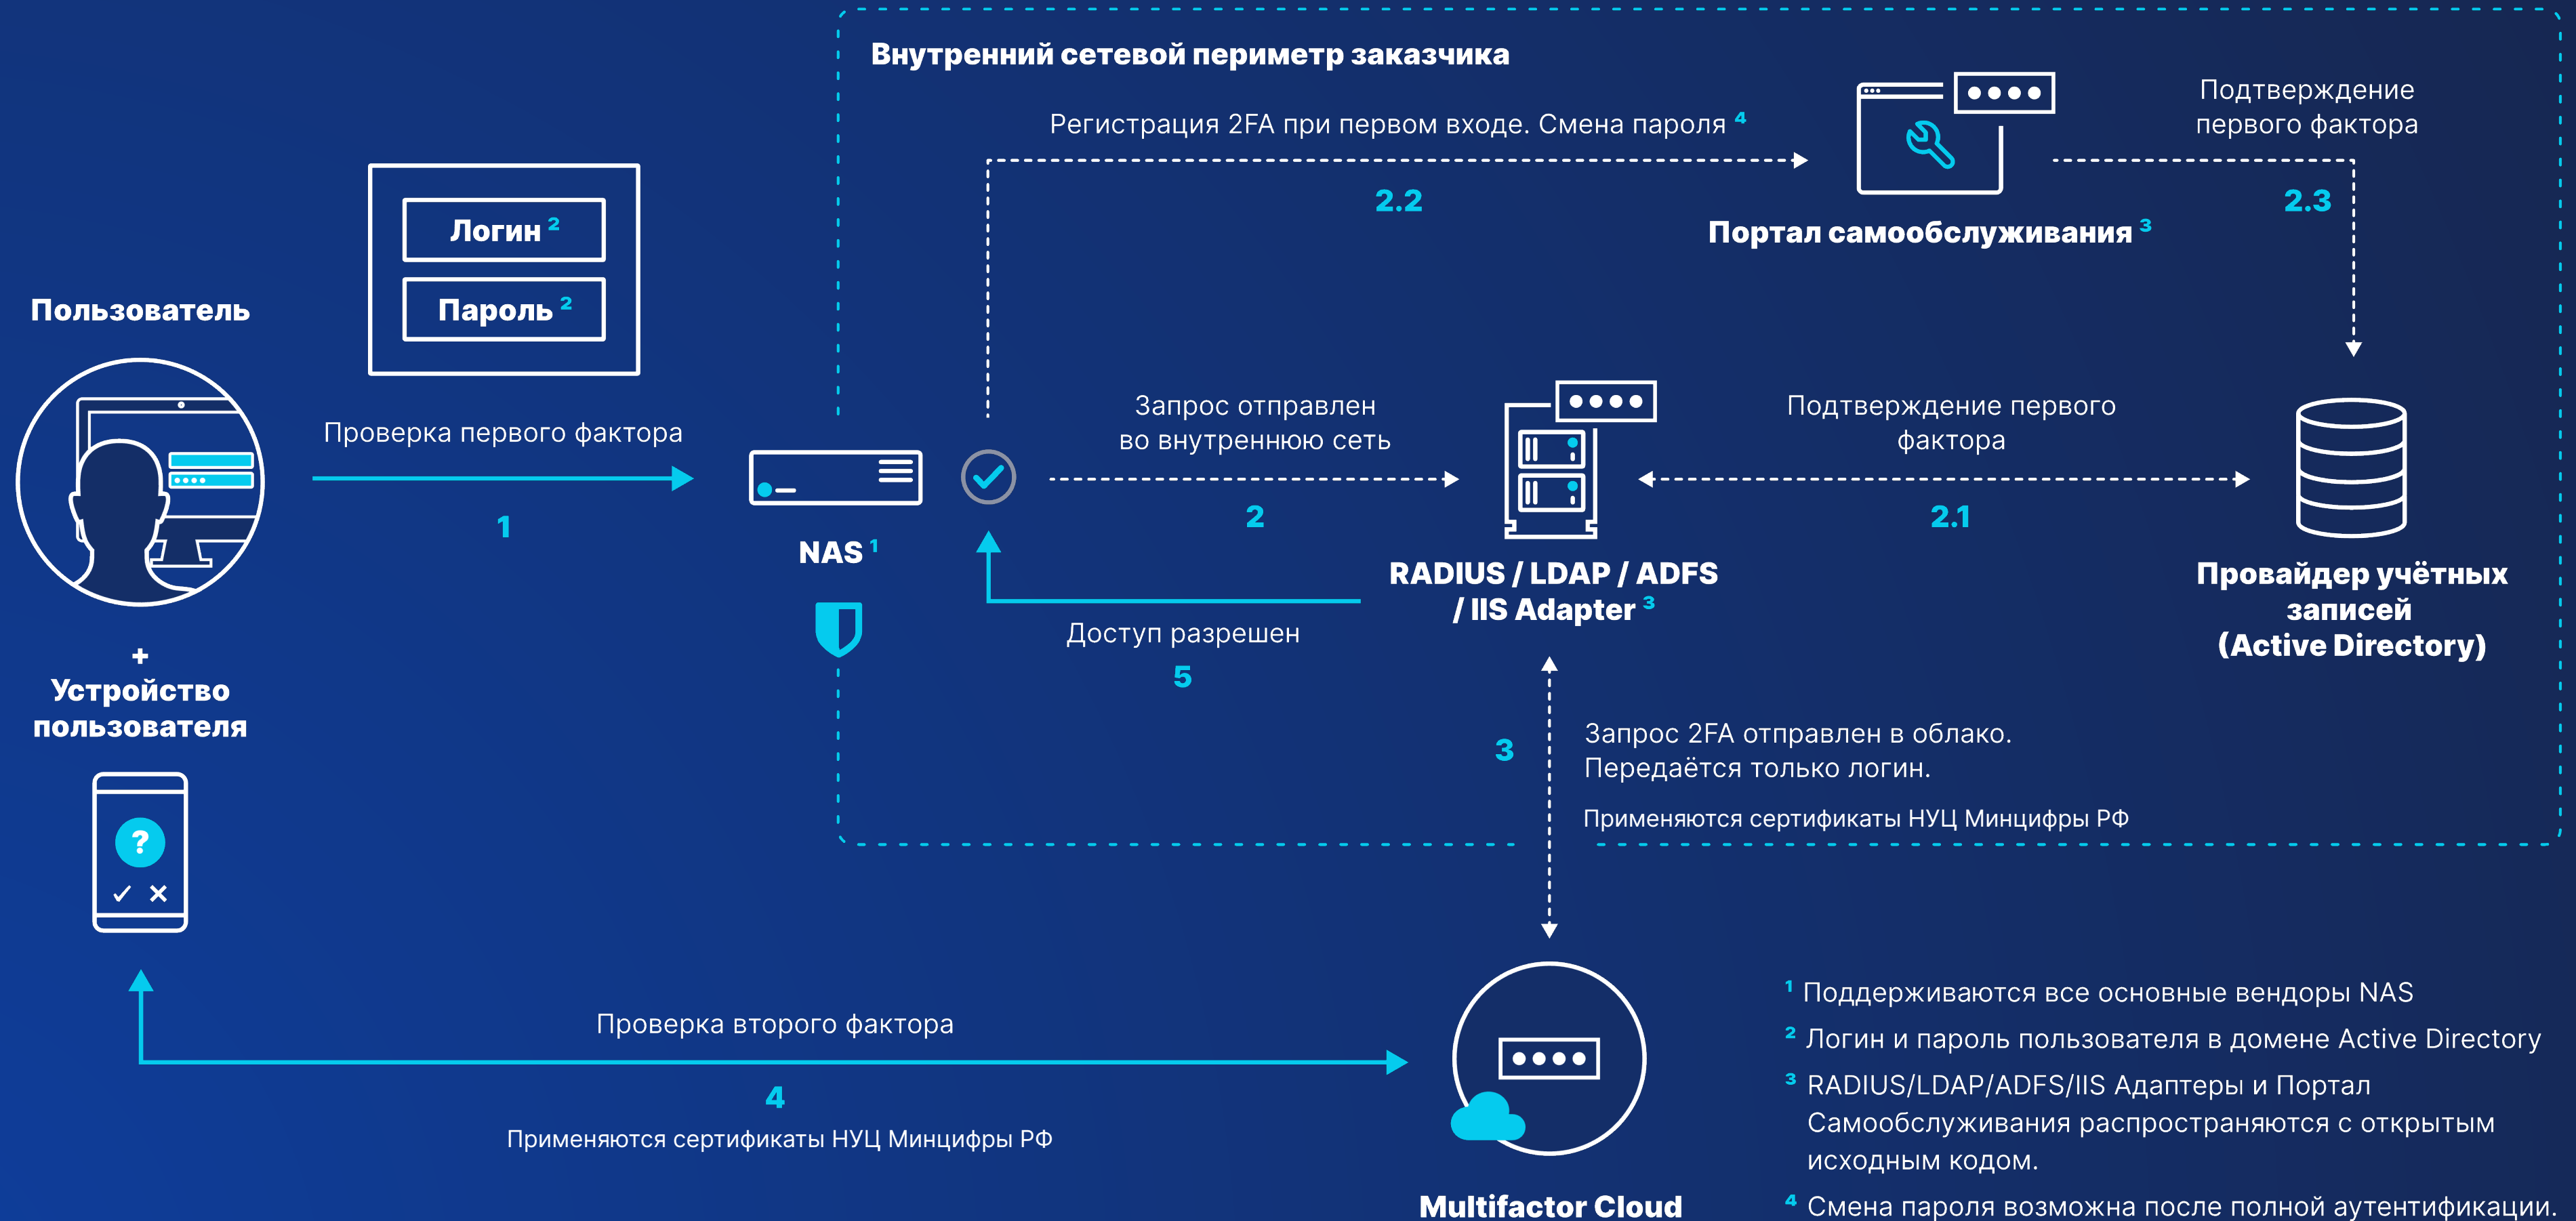 Внутренний сетевой периметр заказчика
Регистрация 2FA при первом входе. Смена пароля ⁴
2.2
Портал самообслуживания ³
Подтверждение
первого фактора
2.3
Логин ²
Пароль ²
Пользователь
Проверка первого фактора
1
NAS ¹
Запрос отправлен
во внутреннюю сеть
2
RADIUS / LDAP / ADFS
/ IIS Adapter ³
Подтверждение первого
фактора
2.1
Провайдер учётных
записей
(Active Directory)
Доступ разрешен
5
+
Устройство
пользователя
?
3
Запрос 2FA отправлен в облако.
Передаётся только логин.
Применяются сертификаты НУЦ Минцифры РФ
Проверка второго фактора
4
Применяются сертификаты НУЦ Минцифры РФ
Multifactor Cloud
¹ Поддерживаются все основные вендоры NAS
² Логин и пароль пользователя в домене Active Directory
³ RADIUS/LDAP/ADFS/IIS Адаптеры и Портал
Самообслуживания распространяются с открытым
исходным кодом.
⁴ Смена пароля возможна после полной аутентификации.